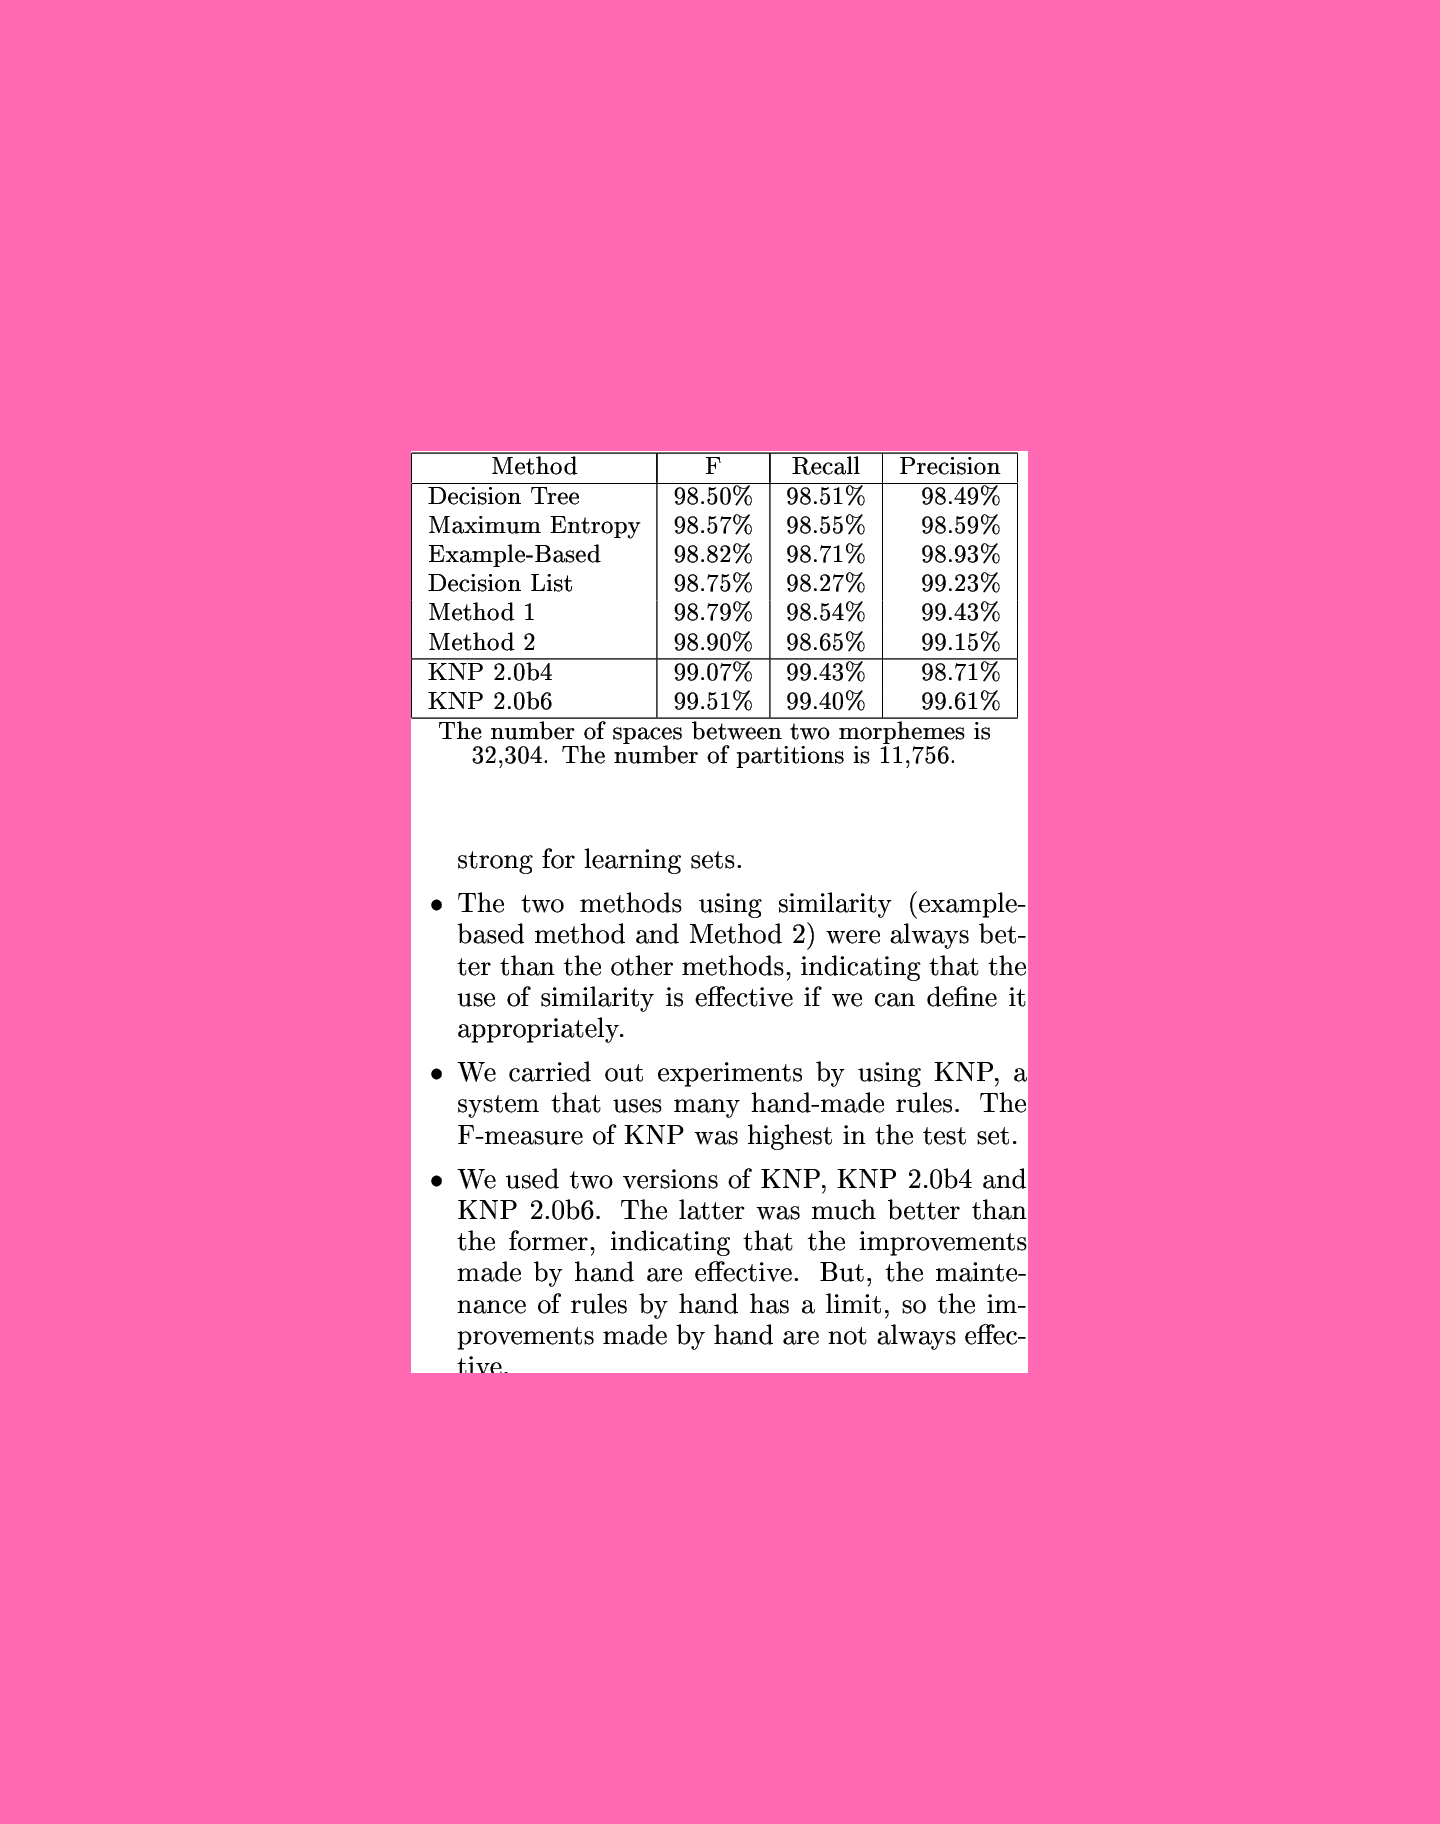 Method F Recall Precision
Decision Tree 98.50% 98.51% 98.49%
Maximum Entropy 98.57% 98.55% 98.59%
Example-Based 98.82% 98.71% 98.93%
Decision List 98.75% 98.27% 99.23%
Method 1 98.79% 98.54% 99.43%
Method 2 98.90% 98.65% 99.15%
KNP 2.0b4 99.07% 99.43% 98.71%
KNP 2.0b6 99.51% 99.40% 99.61%
The number of spaces between two morphemes is
32,304. The number of partitions is 11,756.
strong for learning sets.
• The two methods using similarity (example-
based method and Method 2) were always bet-
ter than the other methods, indicating that the
use of similarity is effective if we can define it
appropriately.
• We carried out experiments by using KNP, a
system that uses many hand-made rules. The
F-measure of KNP was highest in the test set.
• We used two versions of KNP, KNP 2.0b4 and
KNP 2.0b6. The latter was much better than
the former, indicating that the improvements
made by hand are effective. But, the mainte-
nance of rules by hand has a limit, so the im-
provements made by hand are not always effec-
tive.